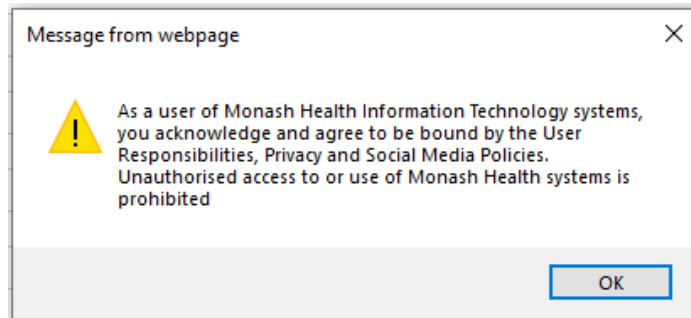 Message from webpage
As a user of Monash Health Information Technology systems,
you acknowledge and agree to be bound by the User
Responsibilities, Privacy and Social Media Policies.
Unauthorised access to or use of Monash Health systems is
prohibited
OK